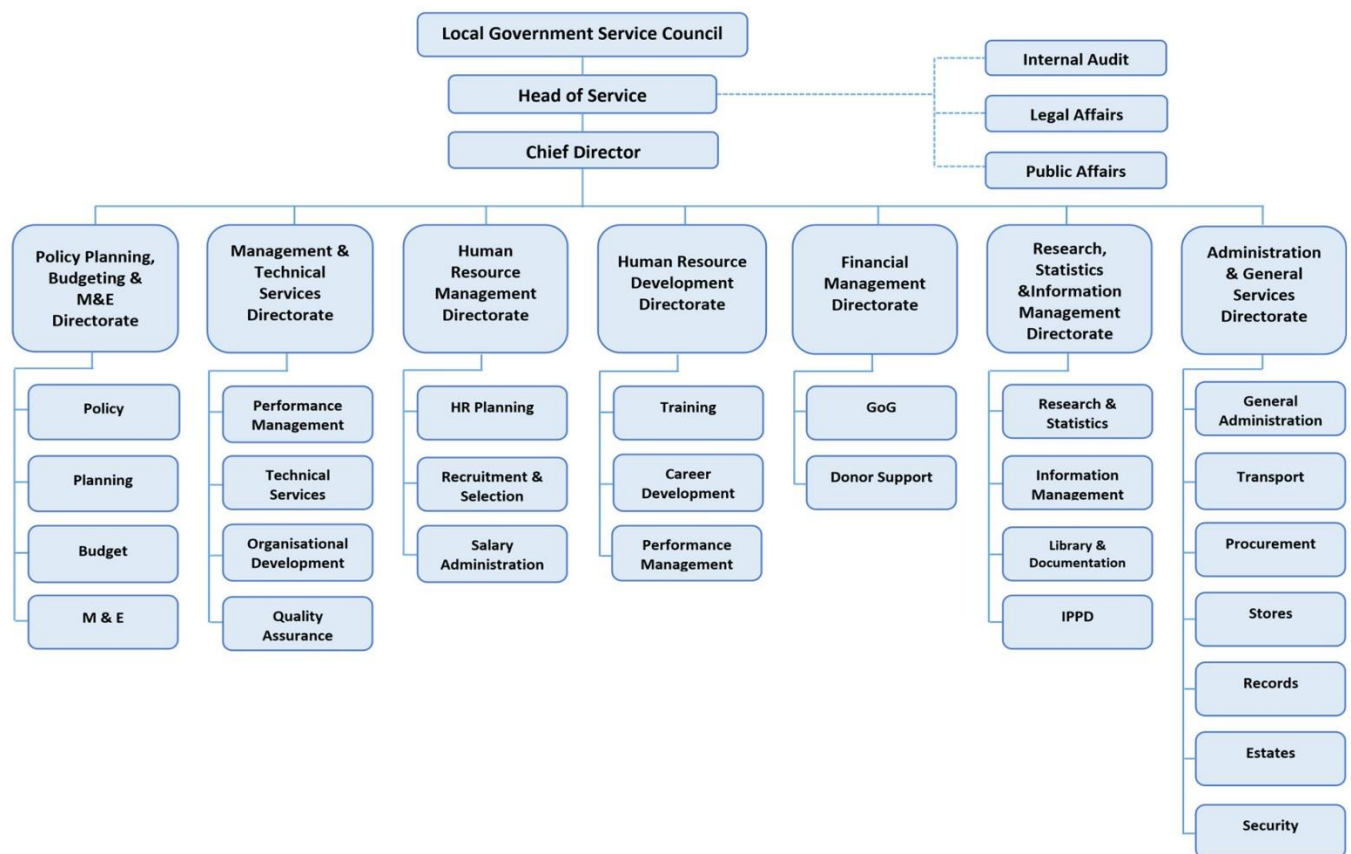 Local Government Service Council
Internal Audit
Head of Service
Legal Affairs
Chief Director
Public Affairs
Policy Planning,
Budgeting &
M&E
Directorate
Management &
Technical
Services
Directorate
Human
Resource
Management
Directorate
Human Resource
Development
Directorate
Financial
Management
Directorate
Research,
Statistics
&Information
Management
Directorate
Administration
& General
Services
Directorate
Policy
Planning
Budget
M & E
Performance
Management
Technical
Services
Organisational
Development
Quality
Assurance
HR Planning
Recruitment &
Selection
Salary
Administration
Training
Career
Development
Performance
Management
GoG
Donor Support
Research &
Statistics
Information
Management
Library &
Documentation
IPPD
General
Administration
Transport
Procurement
Stores
Records
Estates
Security